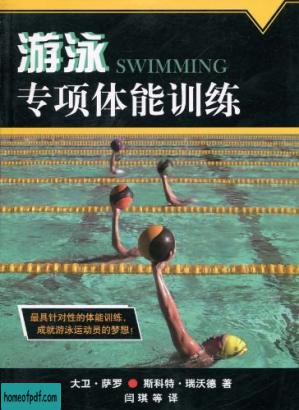 游泳 SWIMMING
专项体能训练
最具针对性的体能训练，
成就游泳运动员的梦想！
大卫·萨罗 ● 斯科特·瑞沃德 著
闫琪 等 译
homeofpdf.com